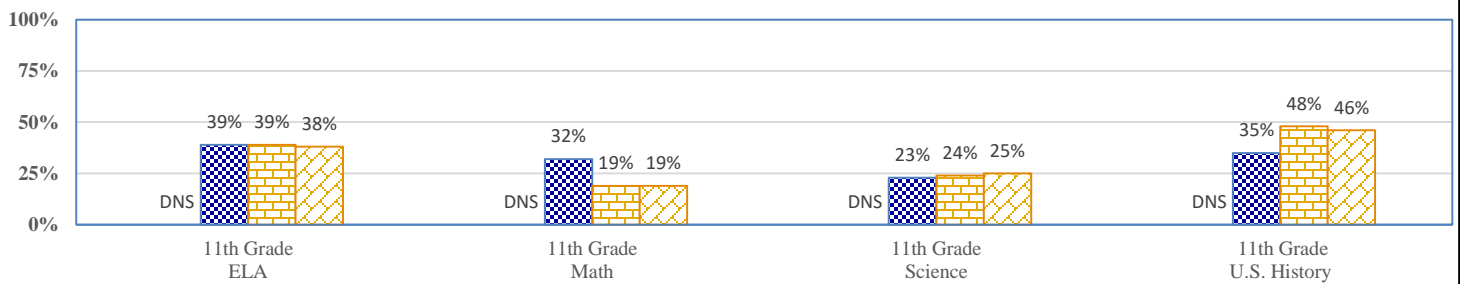 100%
75%
50%
25%
0%
DNS 39% 39% 38%
DNS 32% 19% 19%
DNS 23% 24% 25%
DNS 35% 48% 46%
11th Grade
ELA
11th Grade
Math
11th Grade
Science
11th Grade
U.S. History